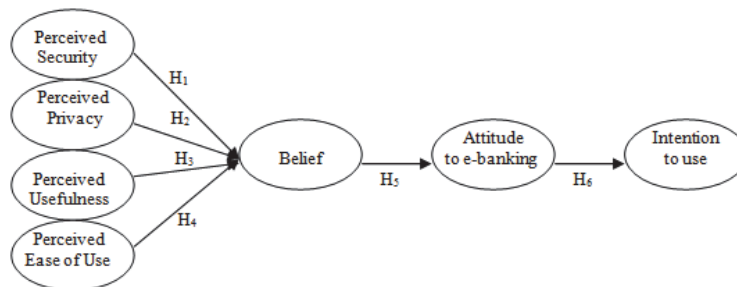 Perceived
Security
H1
Perceived
Privacy
H2
H3
Perceived
Usefulness
H4
Perceived
Ease of Use
Belief
H5
Attitude
to e-banking
H6
Intention
to use